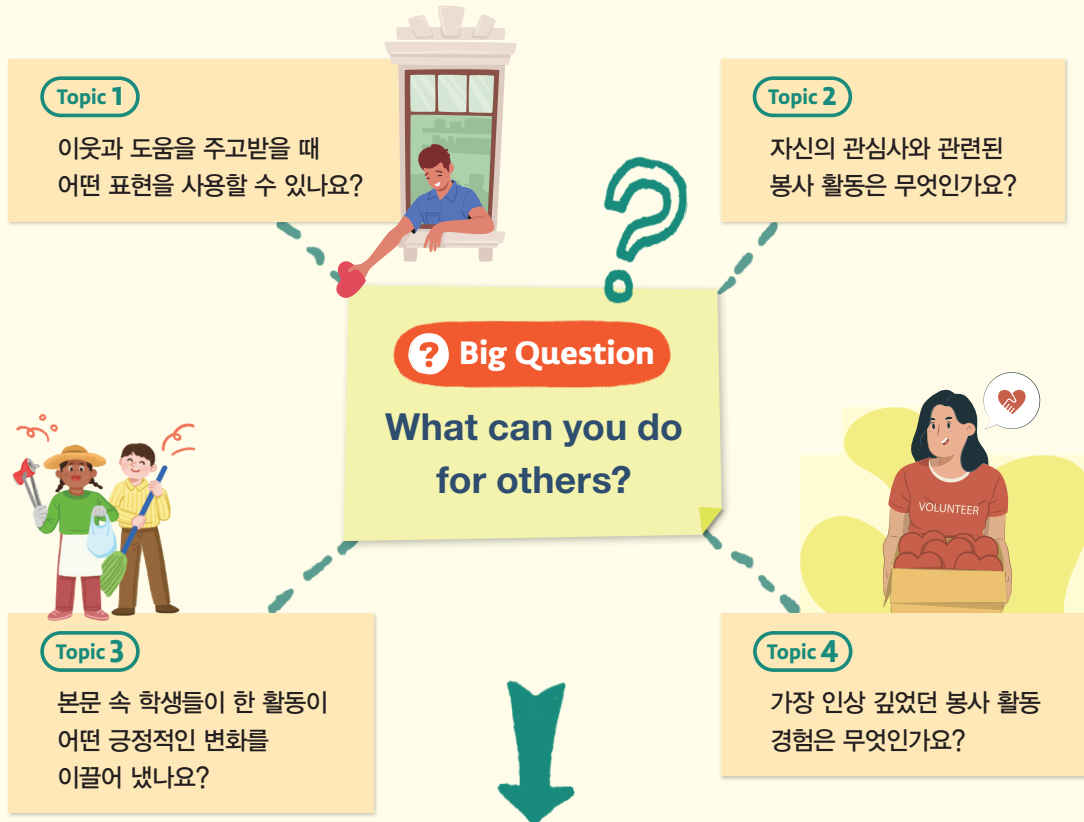 Topic 1
이웃과 도움을 주고받을 때
어떤 표현을 사용할 수 있나요?
Topic 2
자신의 관심사와 관련된
봉사 활동은 무엇인가요?
?
? Big Question
What can you do
for others?
VOLUNTEER
Topic 3
본문 속 학생들이 한 활동이
어떤 긍정적인 변화를
이끌어 냈나요?
Topic 4
가장 인상 깊었던 봉사 활동
경험은 무엇인가요?